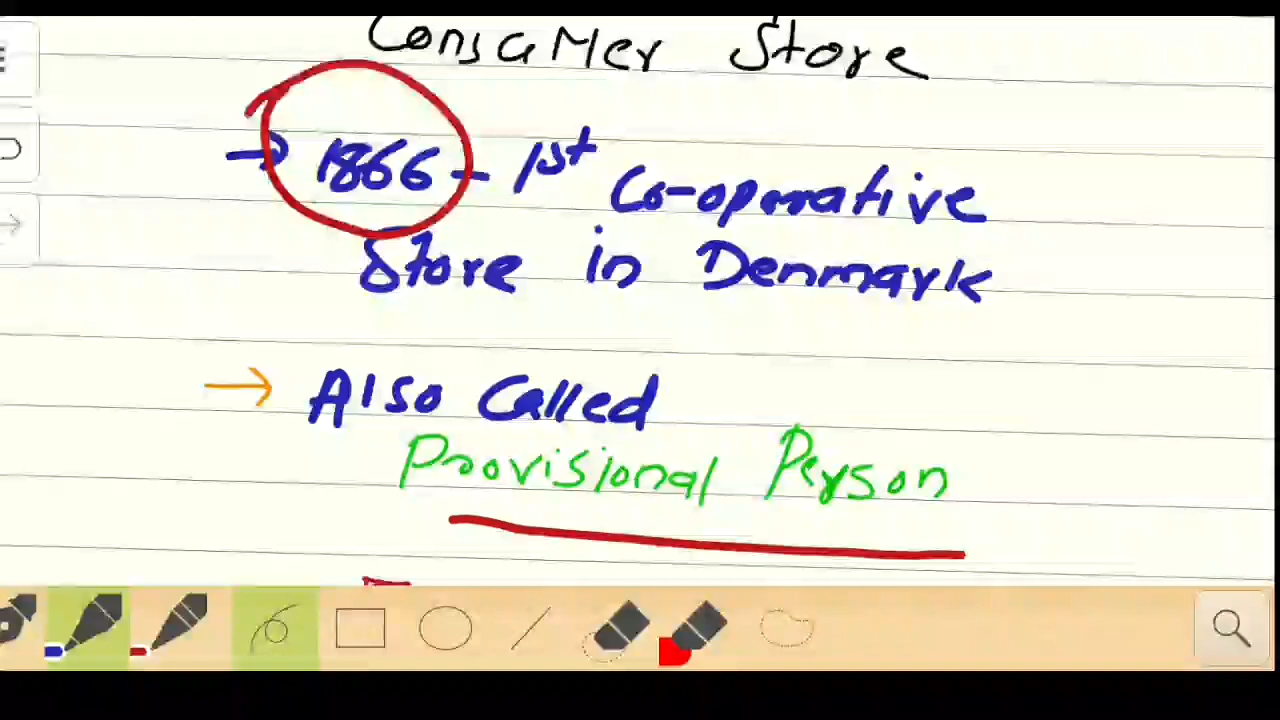 Consumer Store
→ 1866 - 1st Co-operative
Store in Denmark
→ Also Called
Provisional Person